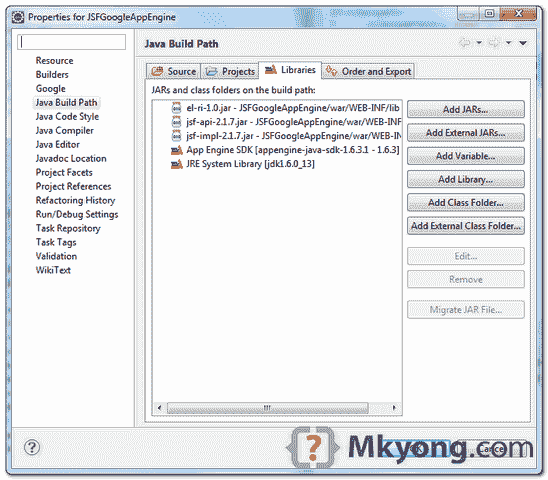 Properties for JSFGoogleAppEngine
Resource
Builders
Google
Java Build Path
Java Code Style
Java Compiler
Java Editor
Javadoc Location
Project Facets
Project References
Refactoring History
Run/Debug Settings
Task Repository
Task Tags
Validation
WikiText
Java Build Path
Source
Projects
Libraries
Order and Export
JARs and class folders on the build path:
el-ri-1.0.jar - JSFGoogleAppEngine/war/WEB-INF/lib
jsf-api-2.1.7.jar - JSFGoogleAppEngine/war/WEB-IN
jsf-impl-2.1.7.jar - JSFGoogleAppEngine/war/WEB-I
App Engine SDK [appengine-java-sdk-1.6.3.1 - 1.6.3]
JRE System Library [jdk1.6.0_13]
Add JARs...
Add External JARs...
Add Variable...
Add Library...
Add Class Folder...
Add External Class Folder...
Edit...
Remove
Migrate JAR File...
Cancel
Mkyong.com